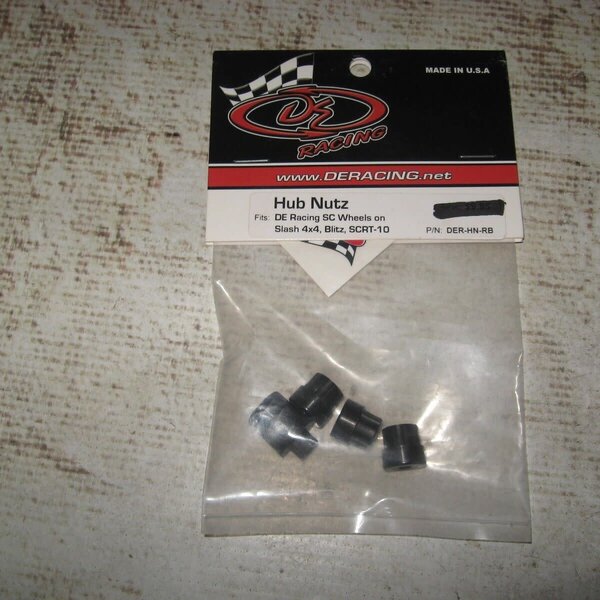 MADE IN U.S.A
DE
RACING
www.DERACING.net
Hub Nutz
Fits: DE Racing SC Wheels on
Slash 4x4, Blitz, SCRT-10
P/N: DER-HN-RB